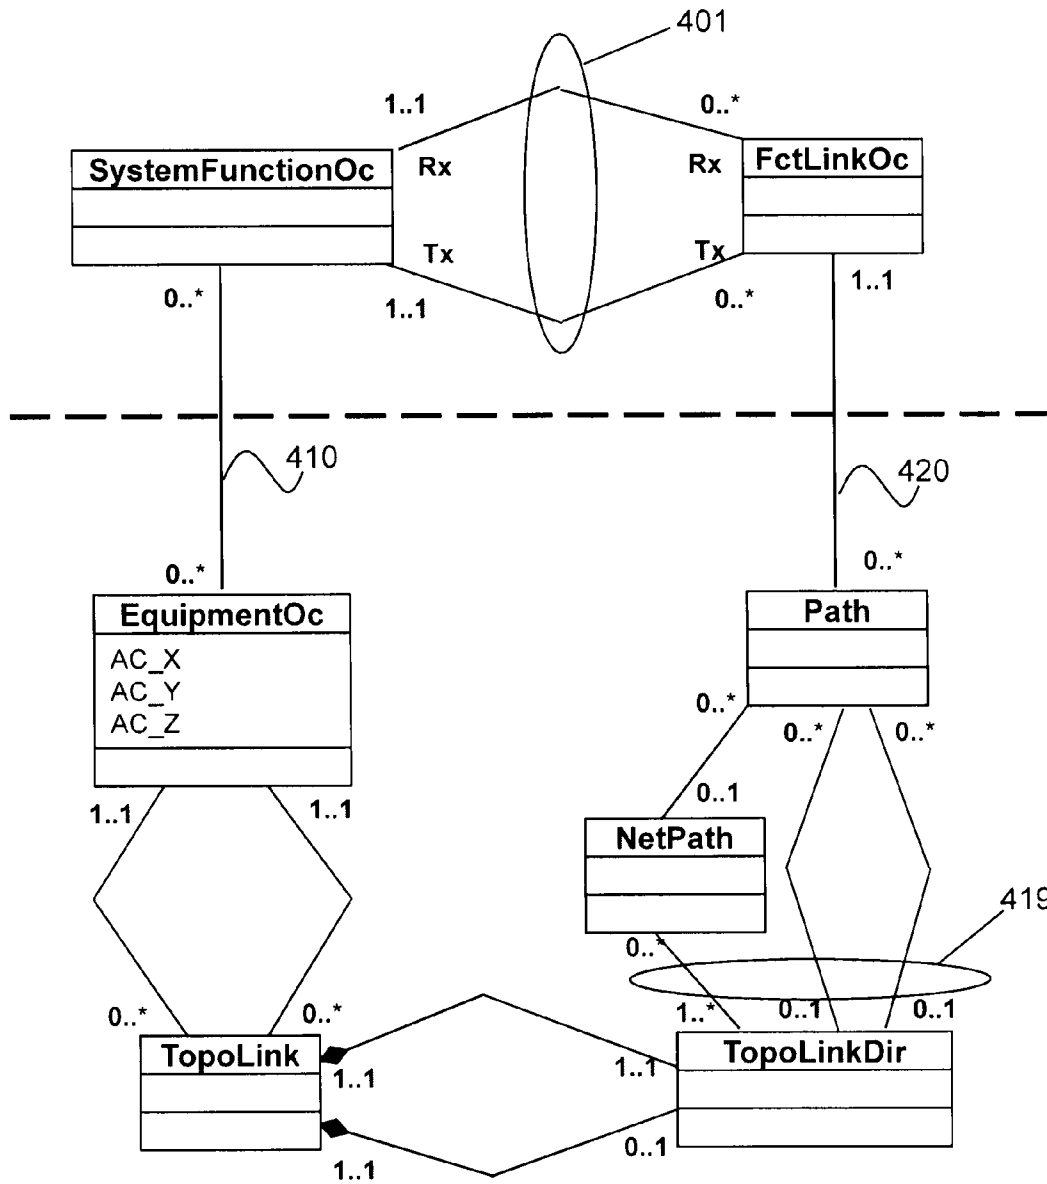 401
1..1
0..*
SystemFunctionOc
Rx
Rx
FctLinkOc
Tx
Tx
0..*
1..1
0..*
1..1
410
420
0..*
0..*
EquipmentOc
AC_X
AC_Y
AC_Z
Path
0..*
0..*
0..*
1..1
1..1
0..1
NetPath
419
0..*
0..*
0..*
1..*
0..1
0..1
TopoLink
TopoLinkDir
1..1
1..1
0..1
1..1